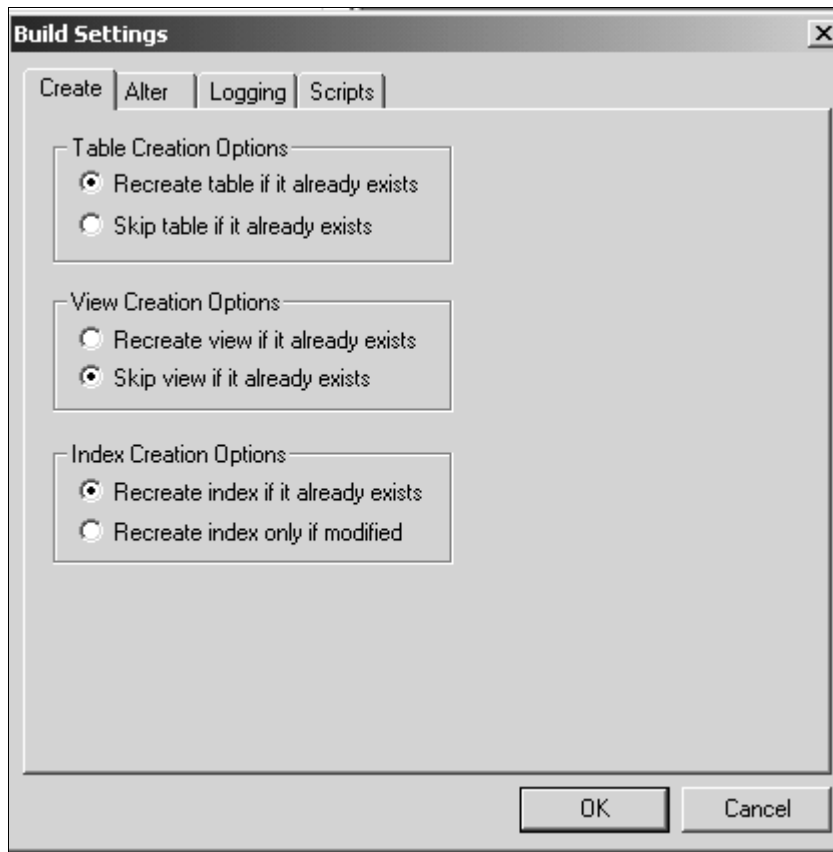 Build Settings
Create Alter Logging Scripts
Table Creation Options
Recreate table if it already exists
Skip table if it already exists
View Creation Options
Recreate view if it already exists
Skip view if it already exists
Index Creation Options
Recreate index if it already exists
Recreate index only if modified
OK Cancel